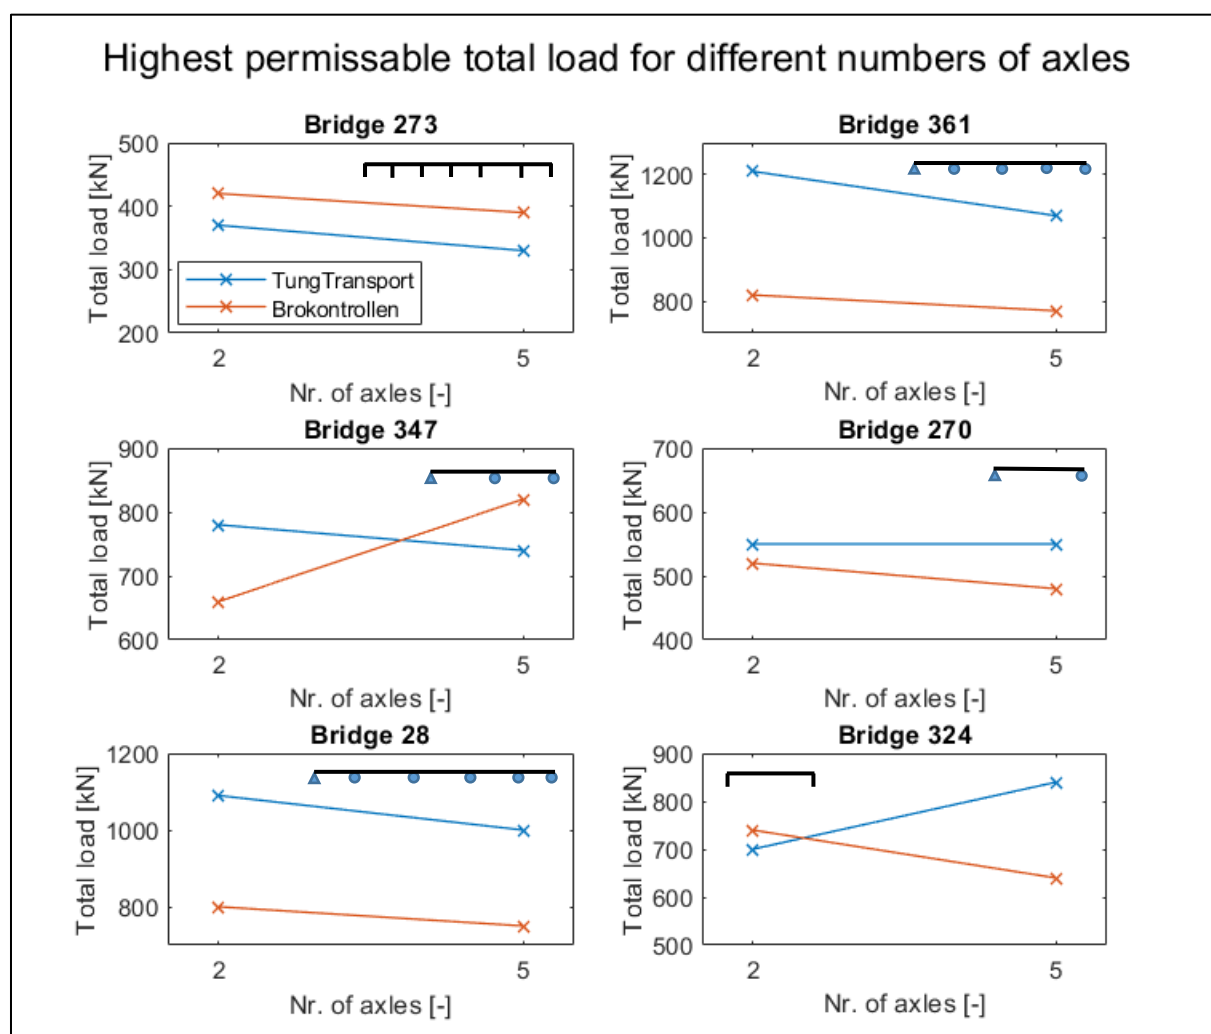 Highest permissable total load for different numbers of axles
Bridge 273
500
400
300
200
Total load [kN]
TungTransport
Brokontrollen
2
5
Nr. of axles [-]
Bridge 361
1200
1000
800
Total load [kN]
2
5
Nr. of axles [-]
Bridge 347
900
800
700
600
Total load [kN]
2
5
Nr. of axles [-]
Bridge 270
700
600
500
400
Total load [kN]
2
5
Nr. of axles [-]
Bridge 28
1200
1000
800
Total load [kN]
2
5
Nr. of axles [-]
Bridge 324
900
800
700
600
500
Total load [kN]
2
5
Nr. of axles [-]